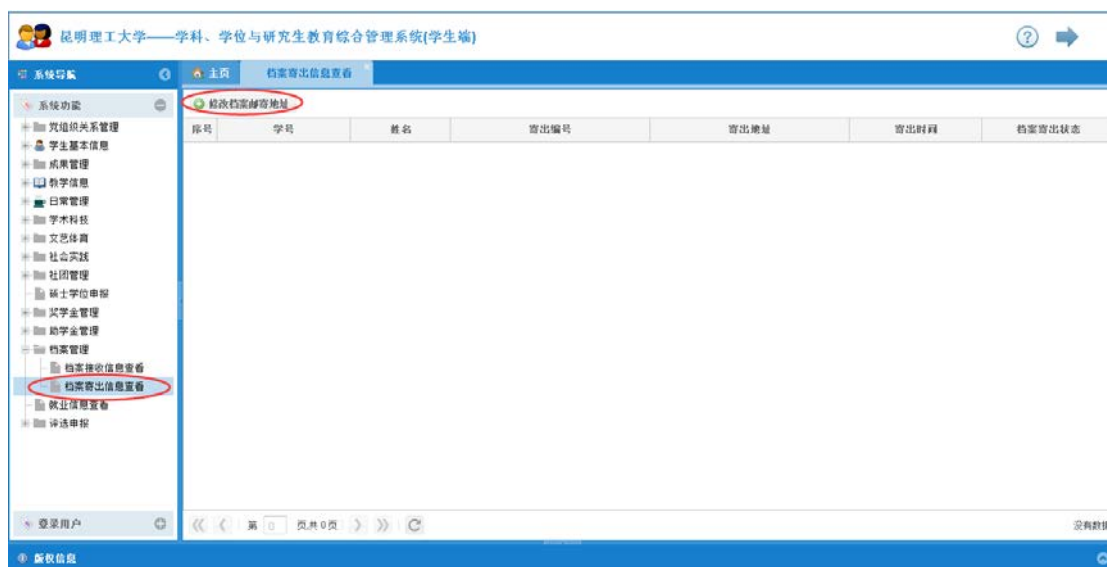 昆明理工大学——学科、学位与研究生教育综合管理系统(学生端)
系统导航
主页 档案寄出信息查看
系统功能
修改档案邮寄地址
序号 学号 姓名 寄出编号 寄出地址 寄出时间 档案寄出状态
党组织关系管理
学生基本信息
成果管理
教学信息
日常管理
学术科技
文艺体育
社会实践
社团管理
硕士学位申报
奖学金管理
助学金管理
档案管理
档案接收信息查看
档案寄出信息查看
就业信息查看
评选申报
登录用户
第 0 页,共 0 页
没有数据
版权信息